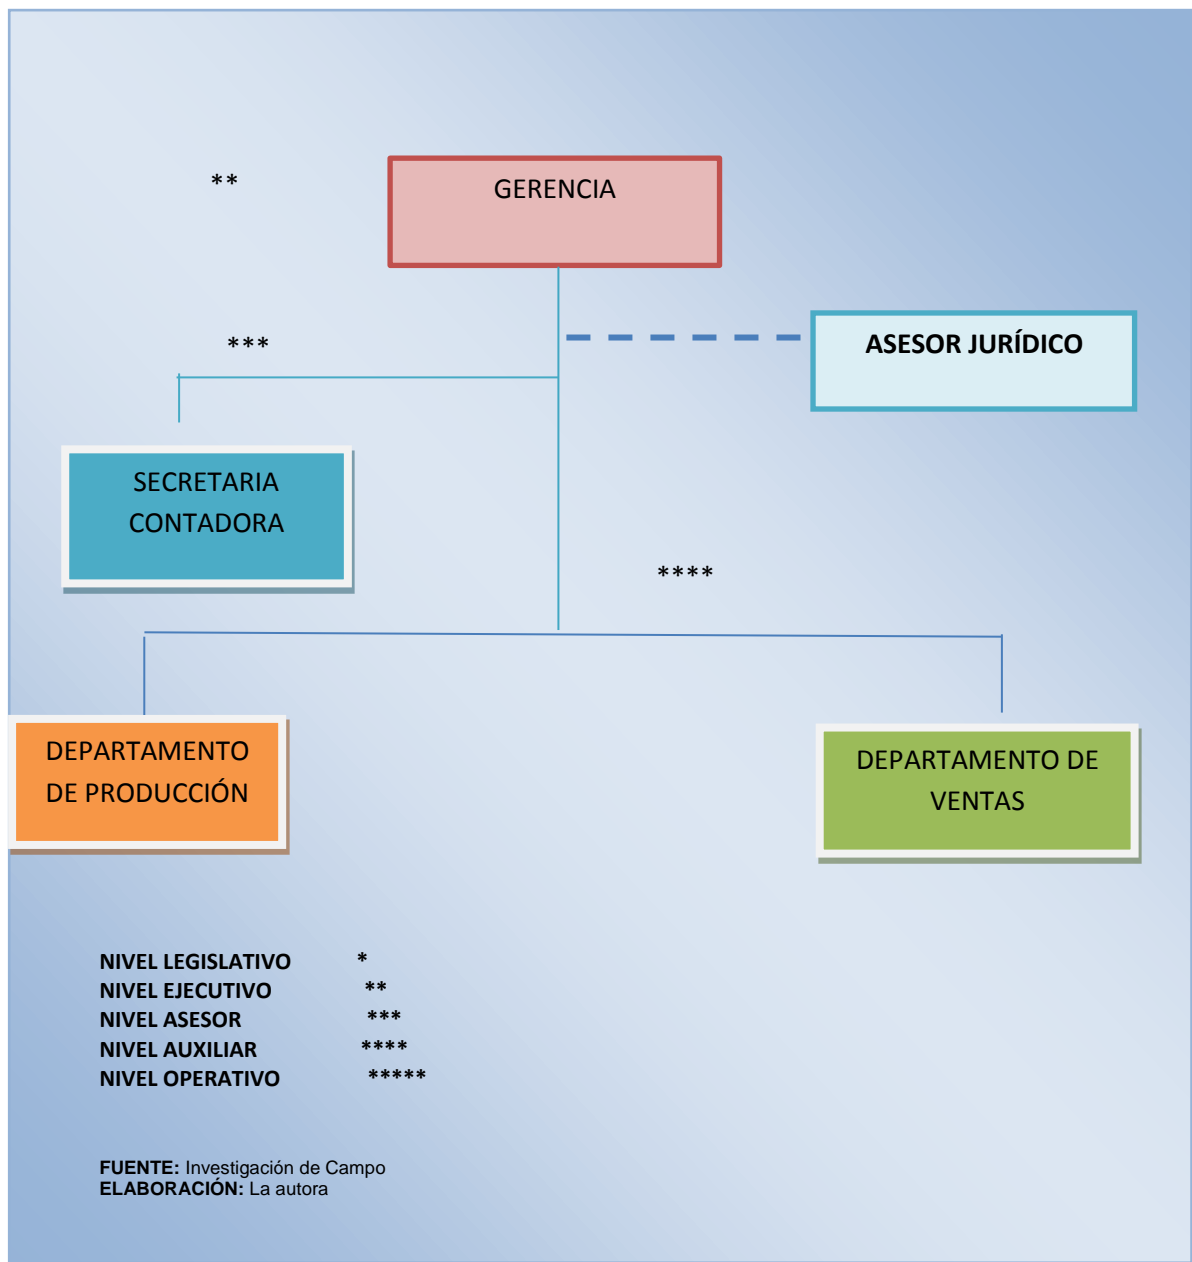 **
GERENCIA
***
ASESOR JURÍDICO
SECRETARIA
CONTADORA
****
DEPARTAMENTO
DE PRODUCCIÓN
DEPARTAMENTO DE
VENTAS
NIVEL LEGISLATIVO *
NIVEL EJECUTIVO **
NIVEL ASESOR ***
NIVEL AUXILIAR ****
NIVEL OPERATIVO *****
FUENTE: Investigación de Campo
ELABORACIÓN: La autora